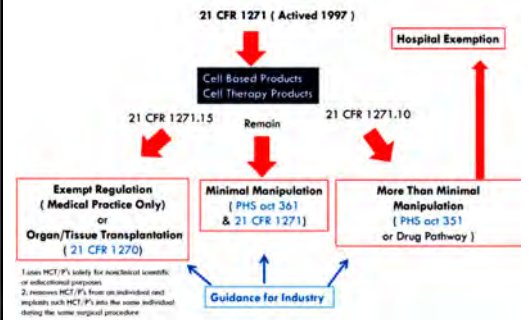 21 CFR 1271 ( Actived 1997 )
Hospital Exemption
Cell Based Products
Cell Therapy Products
21 CFR 1271.15
Remain
21 CFR 1271.10
Exempt Regulation
( Medical Practice Only)
or
Organ/Tissue Transplantation
( 21 CFR 1270)
Minimal Manipulation
( PHS act 361
& 21 CFR 1271)
More Than Minimal
Manipulation
( PHS act 351
or Drug Pathway )
1.uses HCT/P's solely for nonclinical scientific
or educational purposes
2. removes HCT/P's from an individual and
implants such HCT/P's into the same individual
during the same surgical procedure
Guidance for Industry